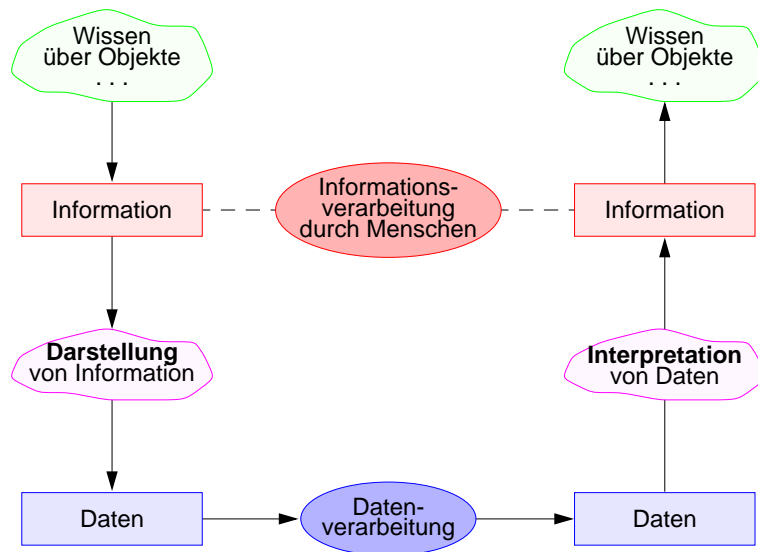 Wissen
über Objekte
. . .
Wissen
über Objekte
. . .
Information
Informations-
verarbeitung
durch Menschen
Information
Darstellung
von Information
Interpretation
von Daten
Daten
Daten-
verarbeitung
Daten